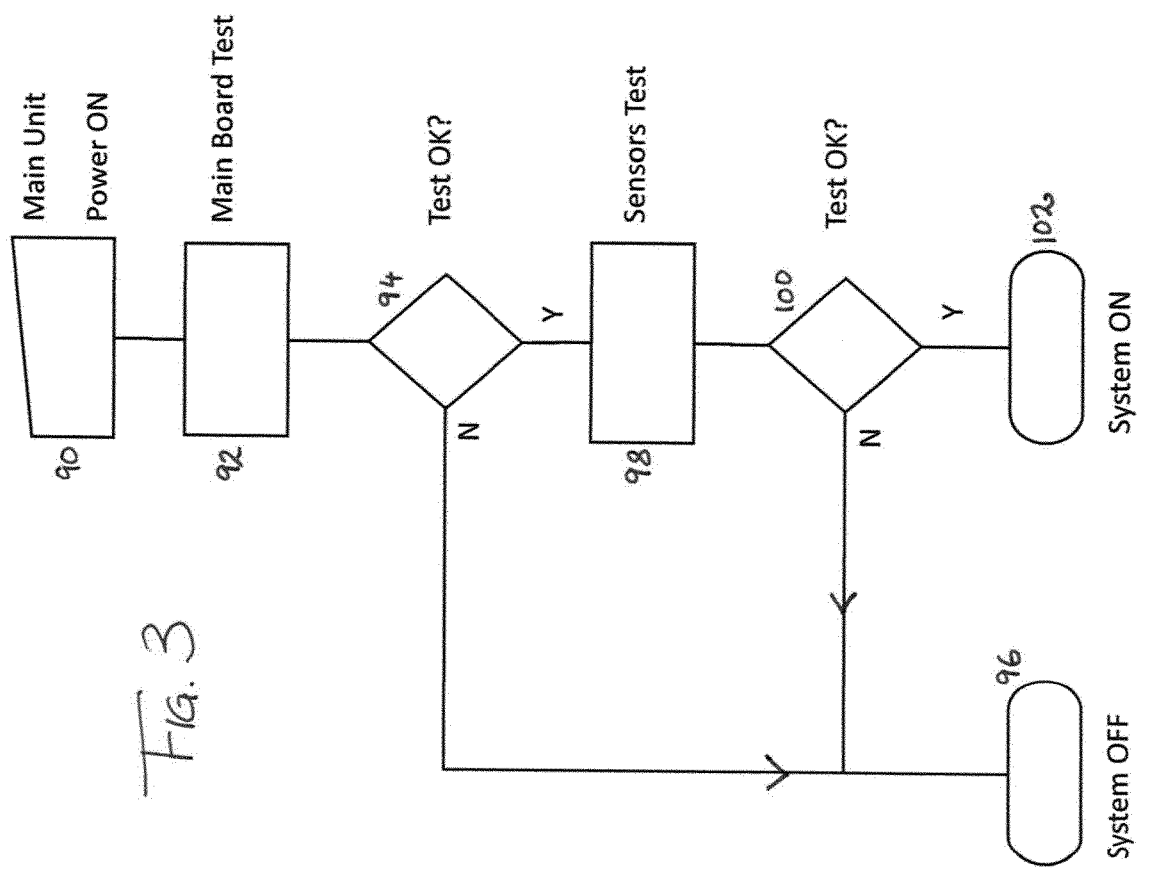 Main Unit
Power ON
90
Main Board Test
92
Test OK?
94
N
Y
Sensors Test
98
Test OK?
100
N
Y
102
System ON
96
System OFF
FIG. 3